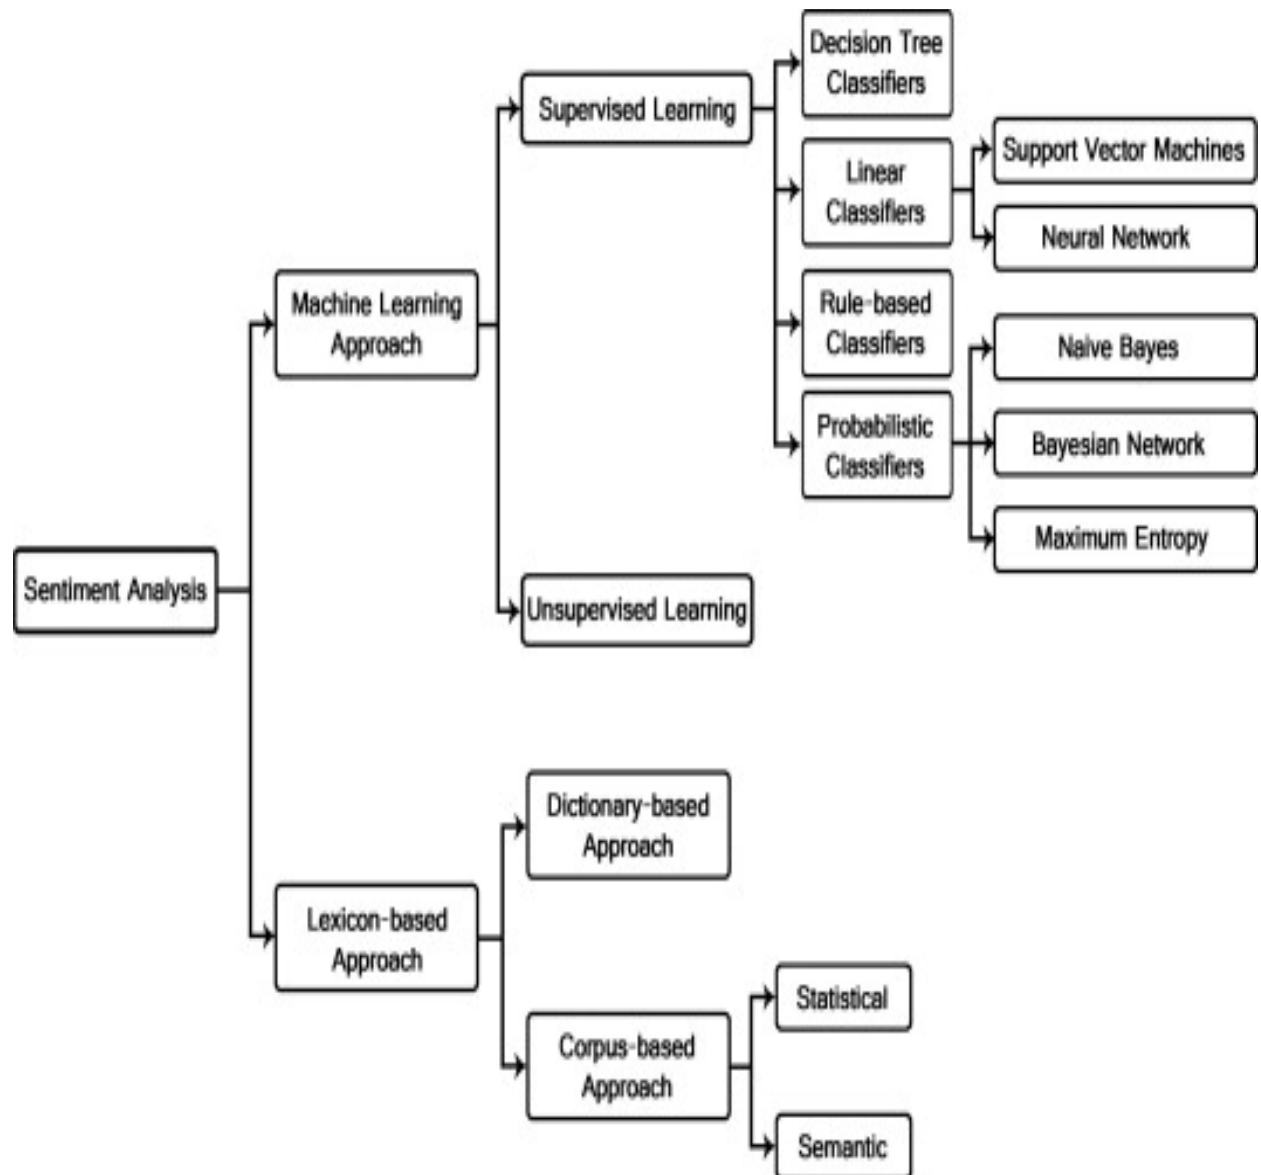 Decision Tree
Classifiers
Supervised Learning
Support Vector Machines
Linear
Classifiers
Neural Network
Machine Learning
Approach
Rule-based
Classifiers
Naive Bayes
Probabilistic
Classifiers
Bayesian Network
Maximum Entropy
Sentiment Analysis
Unsupervised Learning
Dictionary-based
Approach
Lexicon-based
Approach
Statistical
Corpus-based
Approach
Semantic